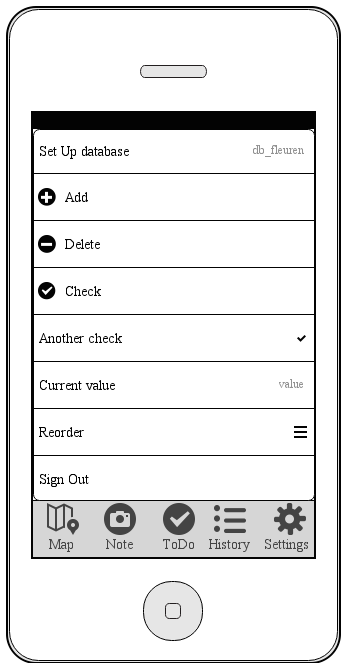 Set Up database db_fleuren
Add
Delete
Check
Another check
Current value value
Reorder
Sign Out
Map Note ToDo History Settings